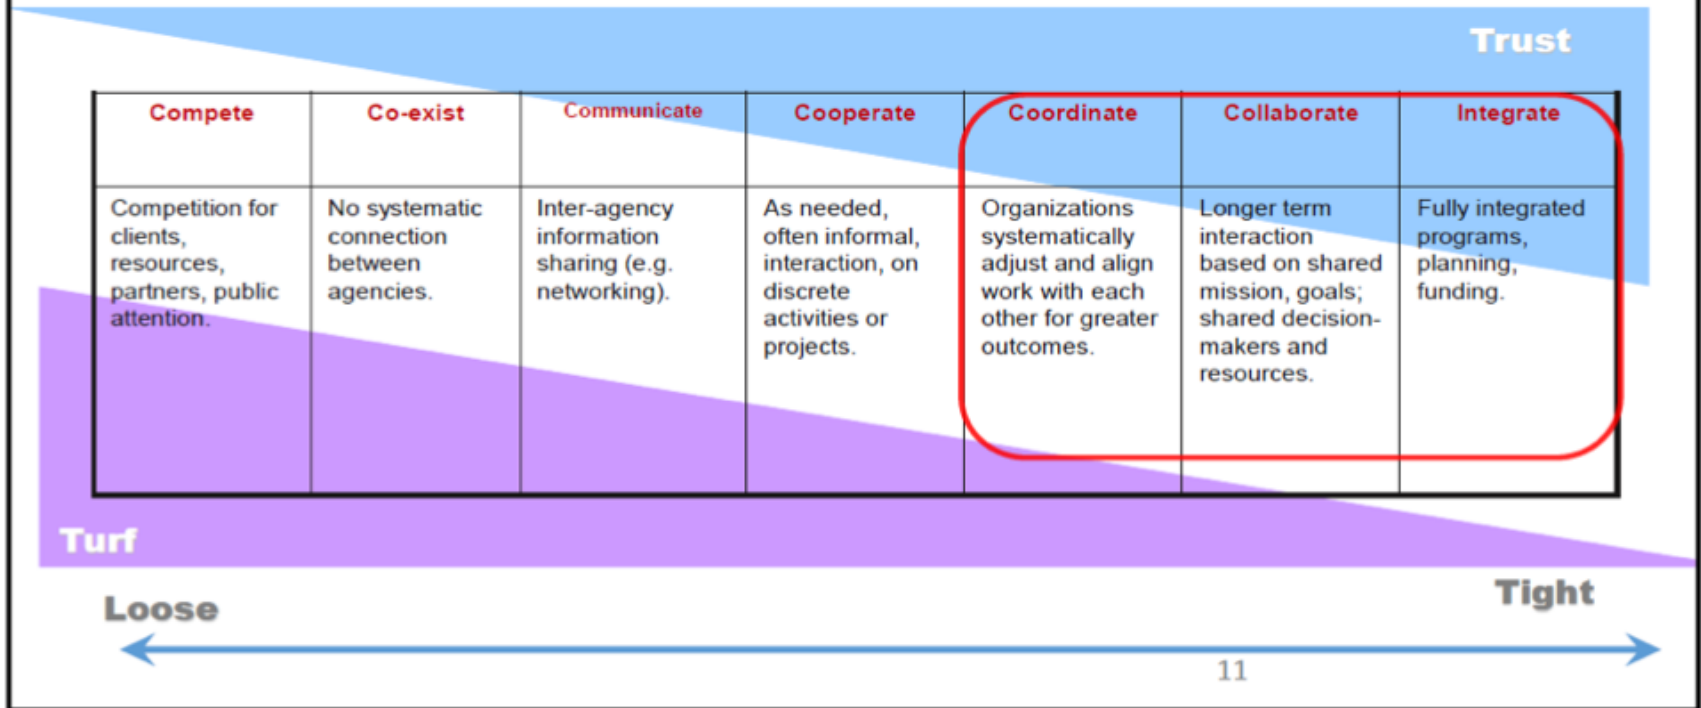 Trust
Compete
Co-exist
Communicate
Cooperate
Coordinate
Collaborate
Integrate
Competition for
clients,
resources,
partners, public
attention.
No systematic
connection
between
agencies.
Inter-agency
information
sharing (e.g.
networking).
As needed,
often informal,
interaction, on
discrete
activities or
projects.
Organizations
systematically
adjust and align
work with each
other for greater
outcomes.
Longer term
interaction
based on shared
mission, goals;
shared decision-
makers and
resources.
Fully integrated
programs,
planning,
funding.
Turf
Loose
Tight
11